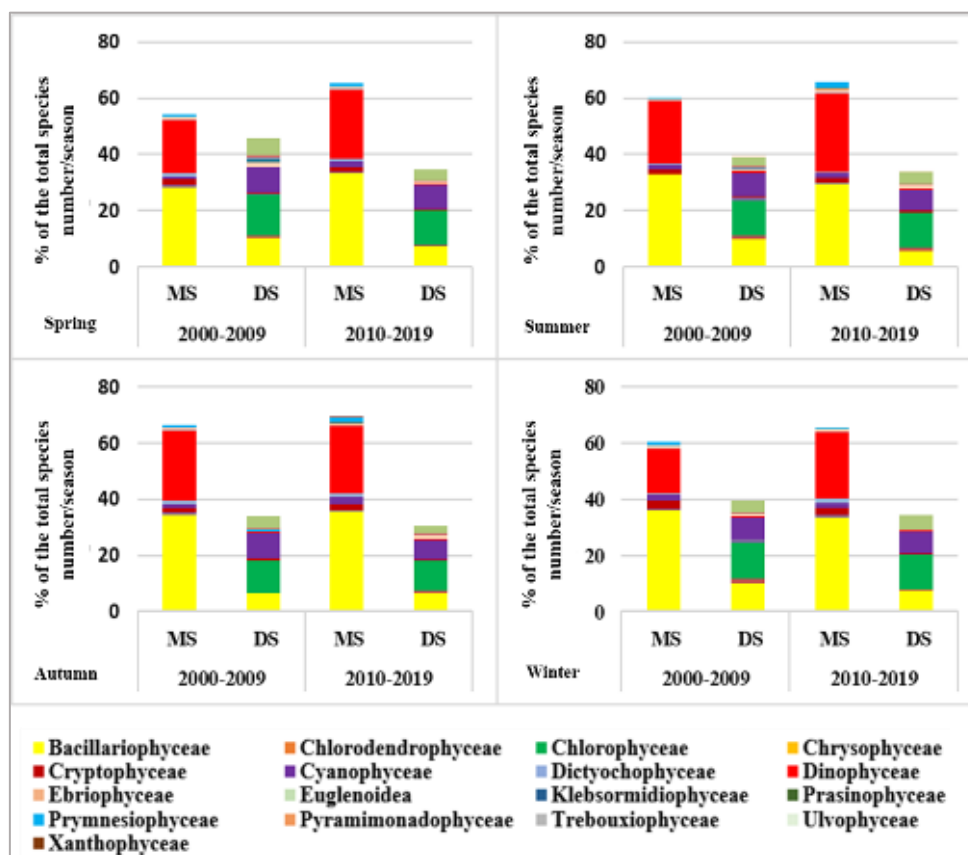 80
60
40
20
0
% of the total species
number/season
MS DS MS DS
Spring 2000-2009 2010-2019
80
60
40
20
0
% of the total species
number/season
MS DS MS DS
Summer 2000-2009 2010-2019
80
60
40
20
0
% of the total species
number/season
MS DS MS DS
Autumn 2000-2009 2010-2019
80
60
40
20
0
% of the total species
number/season
MS DS MS DS
Winter 2000-2009 2010-2019
Bacillariophyceae Chlorodendrophyceae Chlorophyceae Chrysophyceae
Cryptophyceae Cyanophyceae Dictyochophyceae Dinophyceae
Ebriophyceae Euglenoidea Klebsormidiophyceae Prasinophyceae
Prymnesiophyceae Pyramimonadophyceae Trebouxiophyceae Ulvophyceae
Xanthophyceae